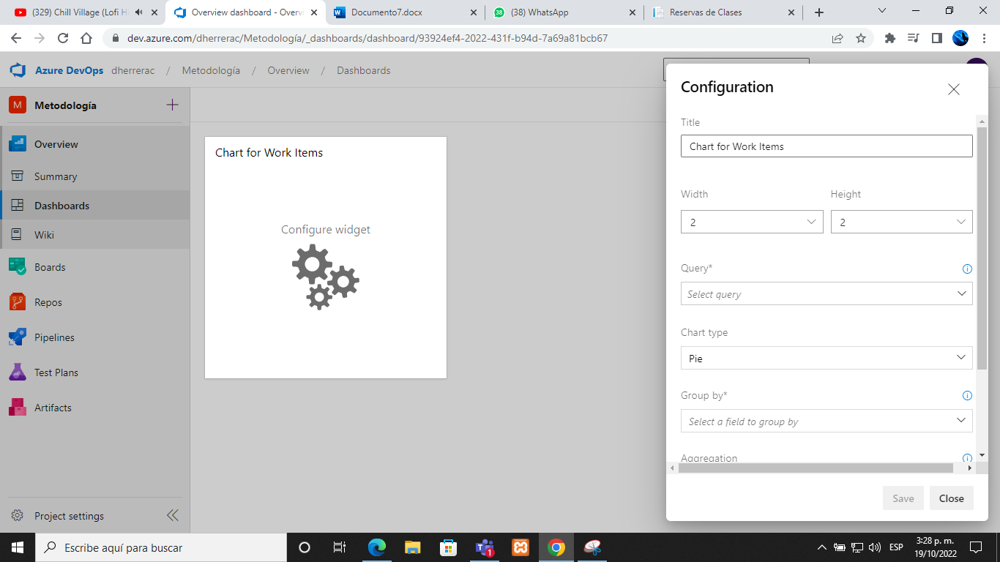 (329) Chill Village (Lofi H
Overview dashboard - Overv
Documento7.docx
(38) WhatsApp
Reservas de Clases
dev.azure.com/dherrerac/Metodología/_dashboards/dashboard/93924ef4-2022-431f-b94d-7a69a81bcb67
Azure DevOps dherrerac / Metodología / Overview / Dashboards
M Metodología
Overview
Summary
Dashboards
Wiki
Boards
Repos
Pipelines
Test Plans
Artifacts
Project settings
Chart for Work Items
Configure widget
Configuration
Title
Chart for Work Items
Width Height
2 2
Query*
Select query
Chart type
Pie
Group by*
Select a field to group by
Aggregation
Save Close
Escribe aquí para buscar
1
ESP
3:28 p. m.
19/10/2022